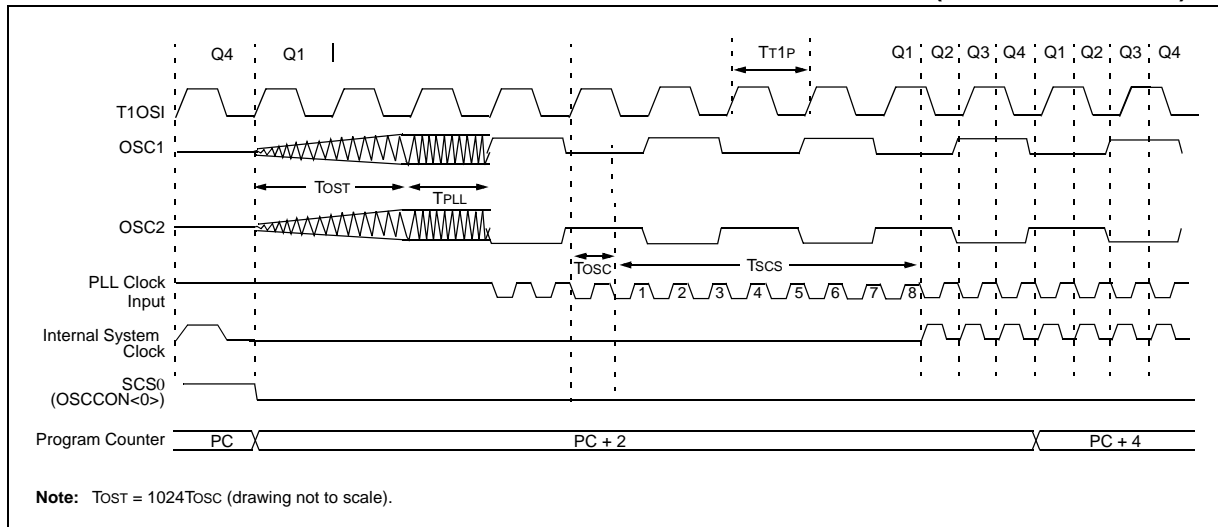 Q4 Q1 TT1P Q1 Q2 Q3 Q4 Q1 Q2 Q3 Q4
T1OSI
OSC1
TOST TPLL
OSC2
TOSC TSCS
PLL Clock
Input
1 2 3 4 5 6 7 8
Internal System
Clock
SCS0
(OSCCON<0>)
Program Counter PC PC + 2 PC + 4
Note: TOST = 1024TOSC (drawing not to scale).